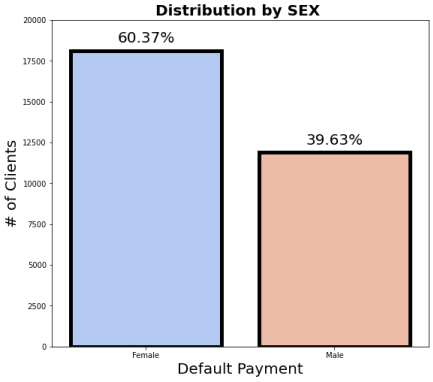 Distribution by SEX
60.37%
39.63%
# of Clients
20000
17500
15000
12500
10000
7500
5000
2500
0
Female Male
Default Payment